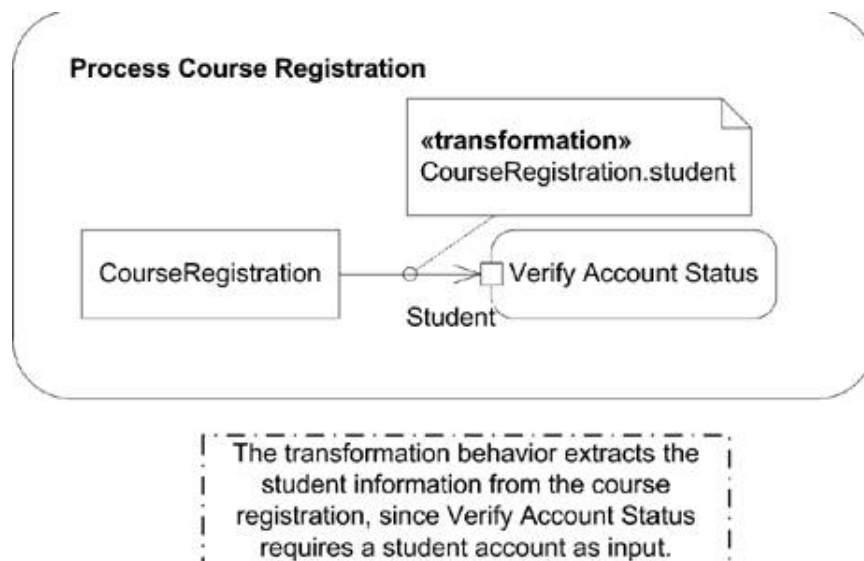 Process Course Registration
«transformation»
CourseRegistration.student
CourseRegistration
Verify Account Status
Student
The transformation behavior extracts the
student information from the course
registration, since Verify Account Status
requires a student account as input.